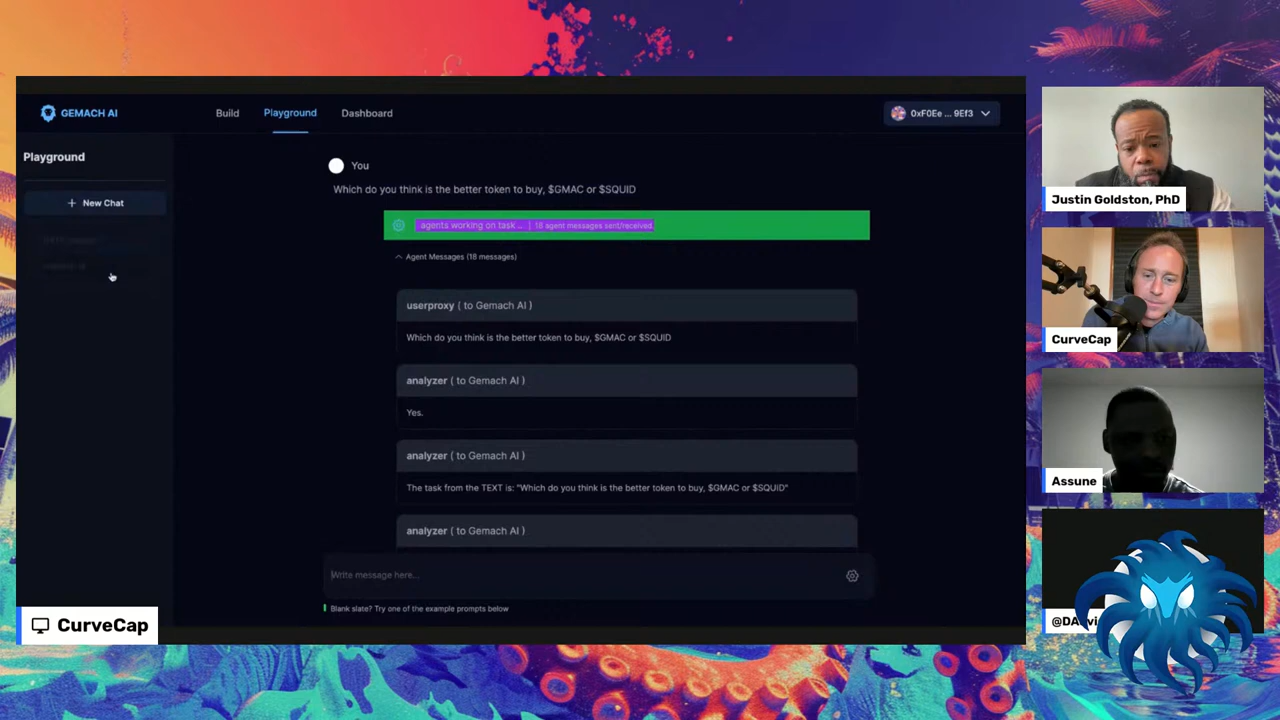 GEMACH AI
Build
Playground
Dashboard
0xF0Ee ... 9Ef3
Playground
+ New Chat
You
Which do you think is the better token to buy, $GMAC or $SQUID
agents working on task ... | 18 agent messages sent/received.
Agent Messages (18 messages)
userproxy ( to Gemach AI )
Which do you think is the better token to buy, $GMAC or $SQUID
analyzer ( to Gemach AI )
Yes.
analyzer ( to Gemach AI )
The task from the TEXT is: "Which do you think is the better token to buy, $GMAC or $SQUID"
analyzer ( to Gemach AI )
Write message here...
Blank slate? Try one of the example prompts below
CurveCap
Justin Goldston, PhD
CurveCap
Assune